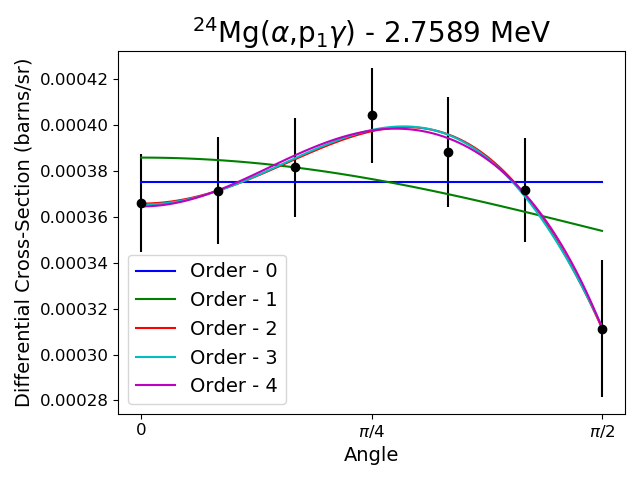 ²⁴Mg(α,p₁γ) - 2.7589 MeV
Differential Cross-Section (barns/sr)
0.00042
0.00040
0.00038
0.00036
0.00034
0.00032
0.00030
0.00028
Order - 0
Order - 1
Order - 2
Order - 3
Order - 4
0
π/4
π/2
Angle